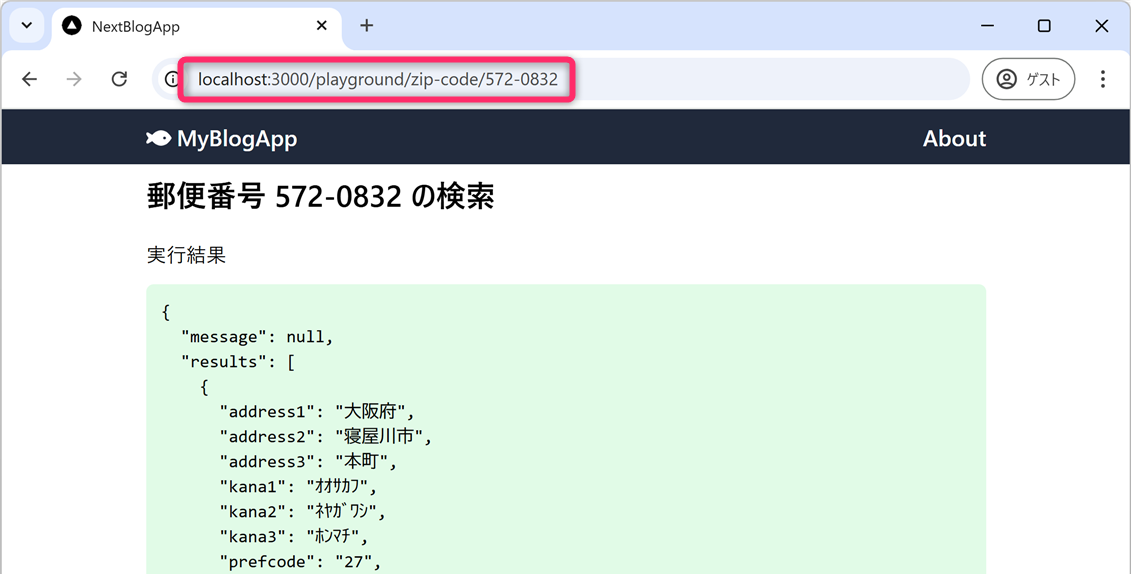 NextBlogApp
localhost:3000/playground/zip-code/572-0832
ゲスト
MyBlogApp
About
郵便番号 572-0832 の検索
実行結果
{
"message": null,
"results": [
{
"address1": "大阪府",
"address2": "寝屋川市",
"address3": "本町",
"kana1": "ｵｵｻｶﾌ",
"kana2": "ﾈﾔｶﾞﾜｼ",
"kana3": "ﾎﾝﾏﾁ",
"prefcode": "27",